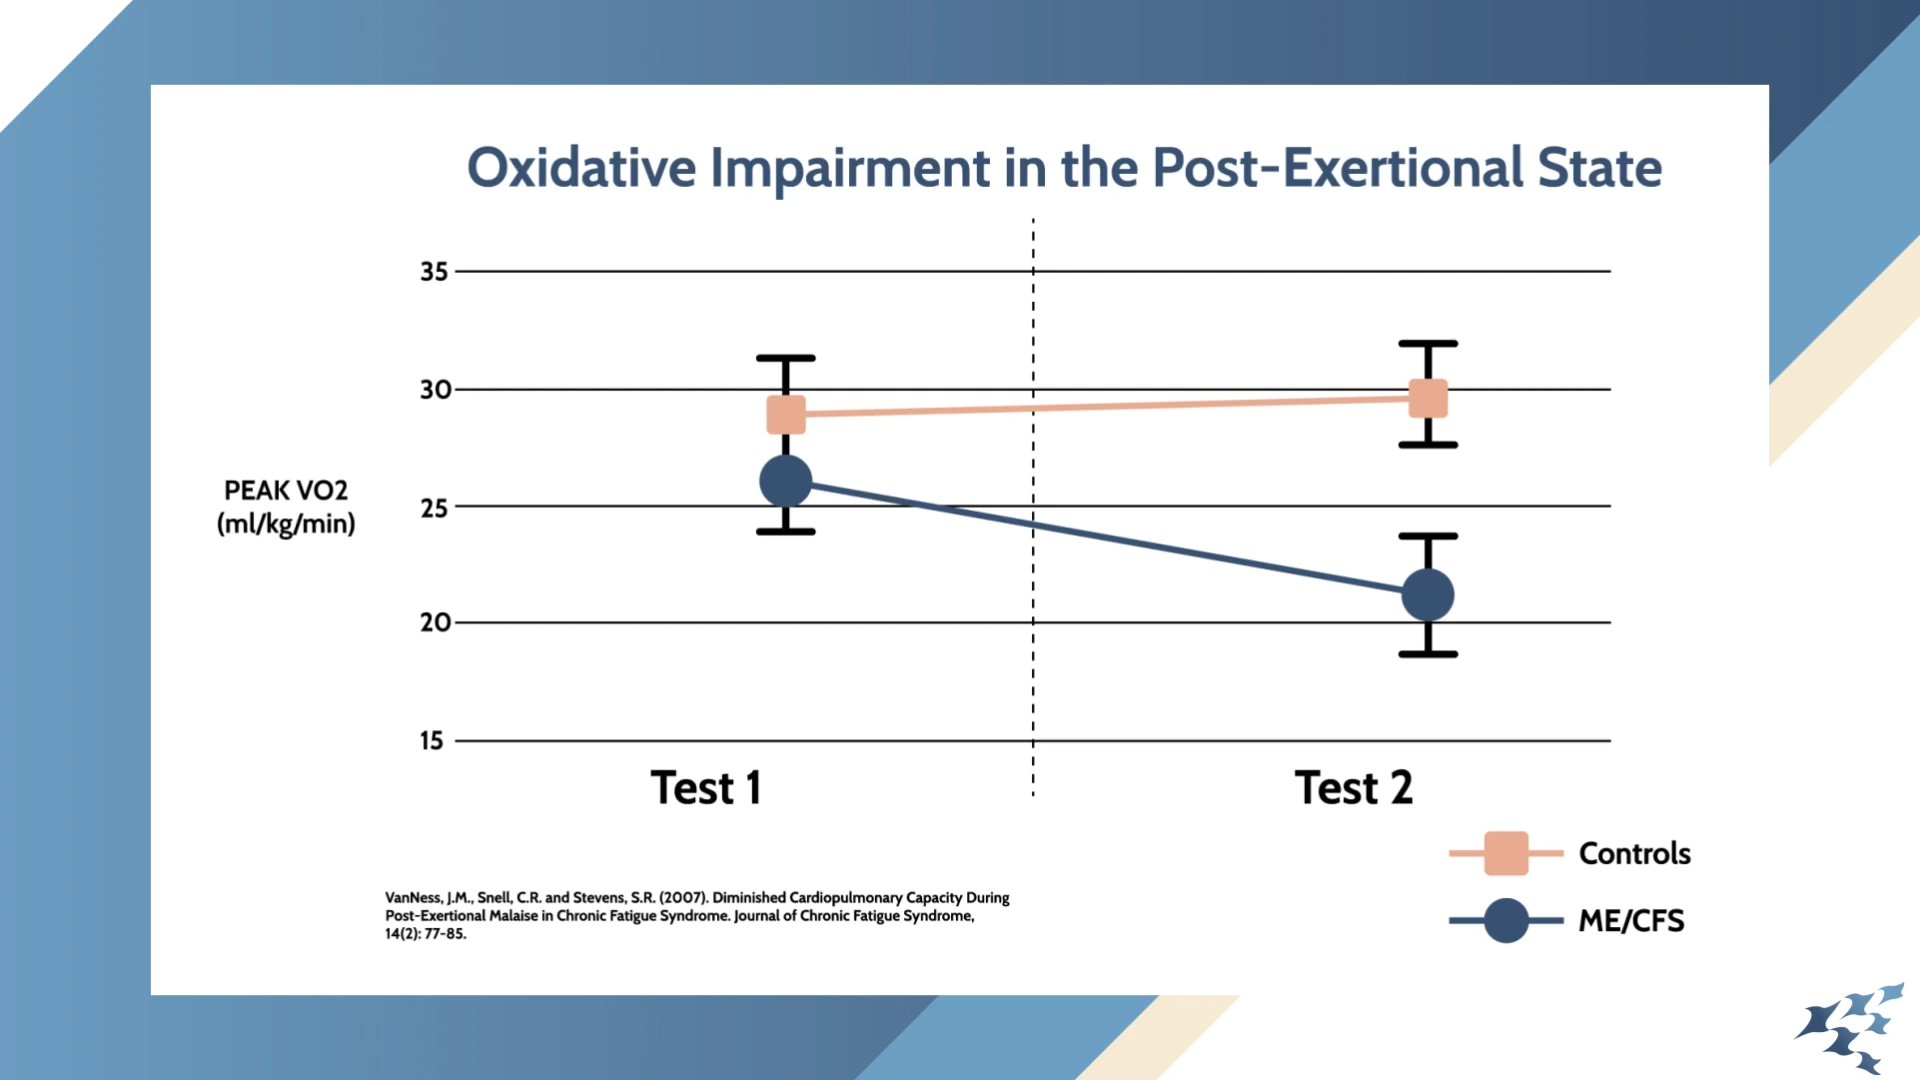 Oxidative Impairment in the Post-Exertional State
35
30
25
20
15
PEAK VO2
(ml/kg/min)
Test 1
Test 2
Controls
ME/CFS
VanNess, J.M., Snell, C.R. and Stevens, S.R. (2007). Diminished Cardiopulmonary Capacity During
Post-Exertional Malaise in Chronic Fatigue Syndrome. Journal of Chronic Fatigue Syndrome,
14(2): 77-85.